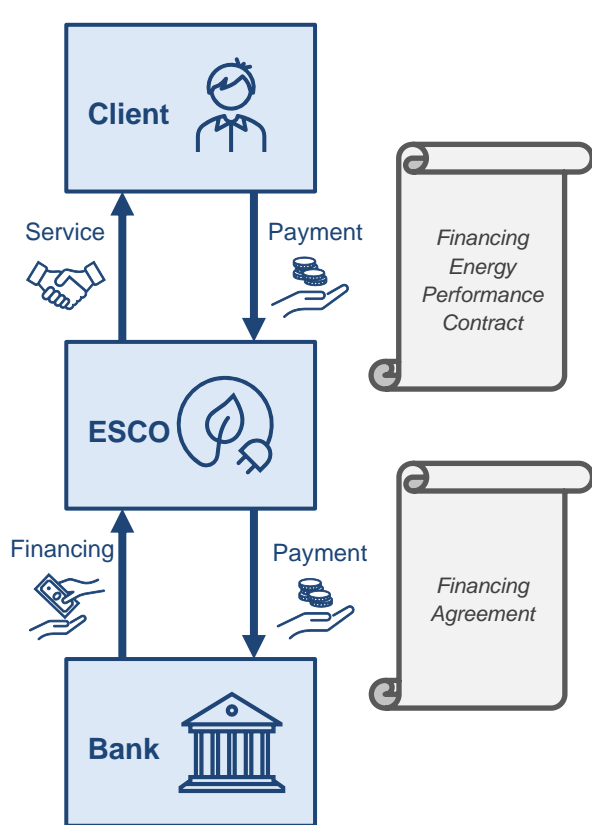 Client
Service
Payment
Financing
Energy
Performance
Contract
ESCO
Financing
Payment
Financing
Agreement
Bank